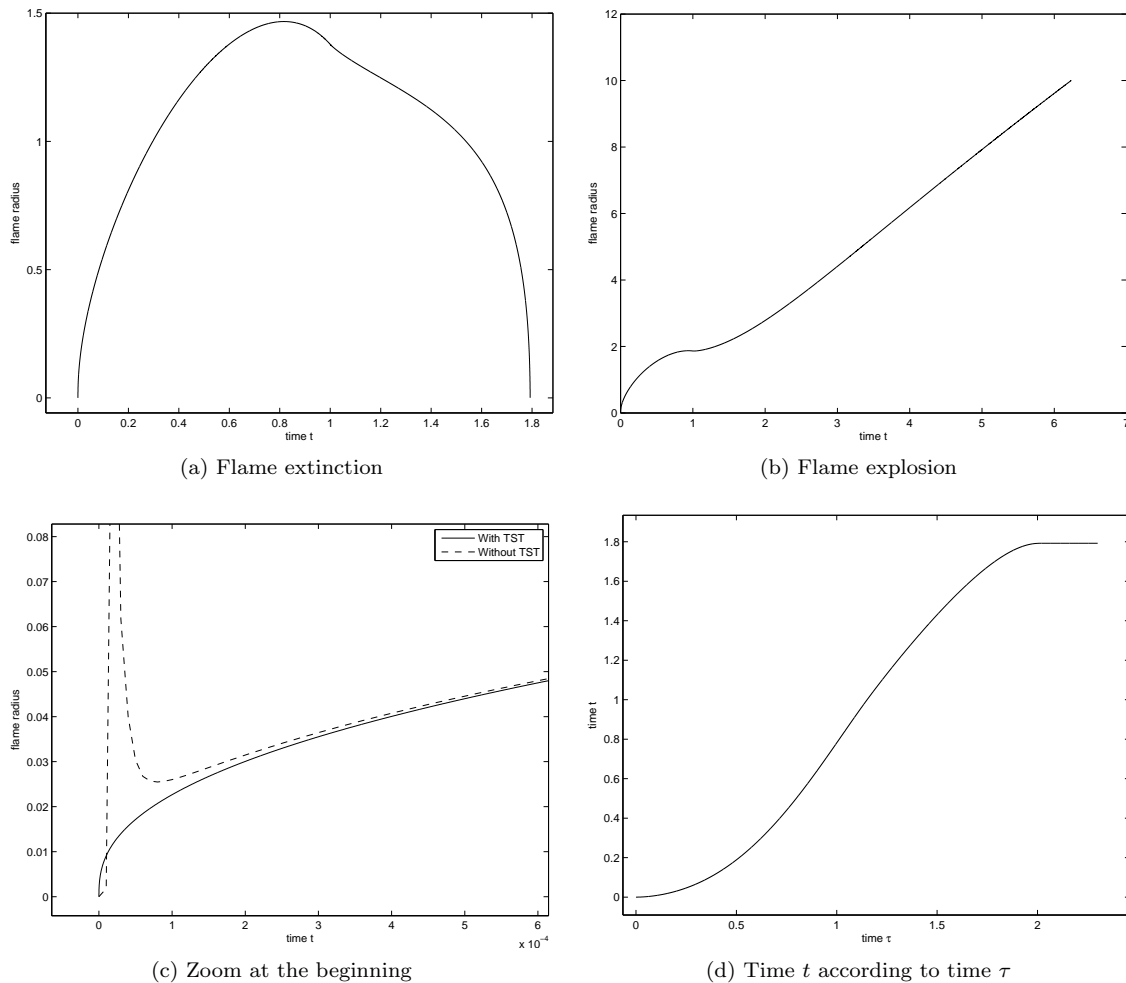 1.5
1
0.5
0
flame radius
0 0.2 0.4 0.6 0.8 1 1.2 1.4 1.6 1.8
time t
(a) Flame extinction
12
10
8
6
4
2
0
flame radius
0 1 2 3 4 5 6 7
time t
(b) Flame explosion
0.08
0.07
0.06
0.05
0.04
0.03
0.02
0.01
0
flame radius
With TST
Without TST
0 1 2 3 4 5 6
time t
x 10⁻⁴
(c) Zoom at the beginning
1.8
1.6
1.4
1.2
1
0.8
0.6
0.4
0.2
0
time t
0 0.5 1 1.5 2
time τ
(d) Time t according to time τ